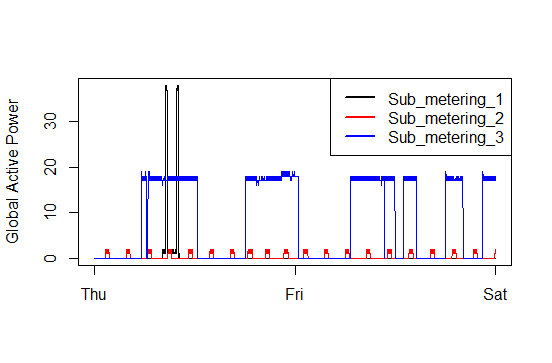 Global Active Power
30
20
10
0
Sub_metering_1
Sub_metering_2
Sub_metering_3
Thu
Fri
Sat